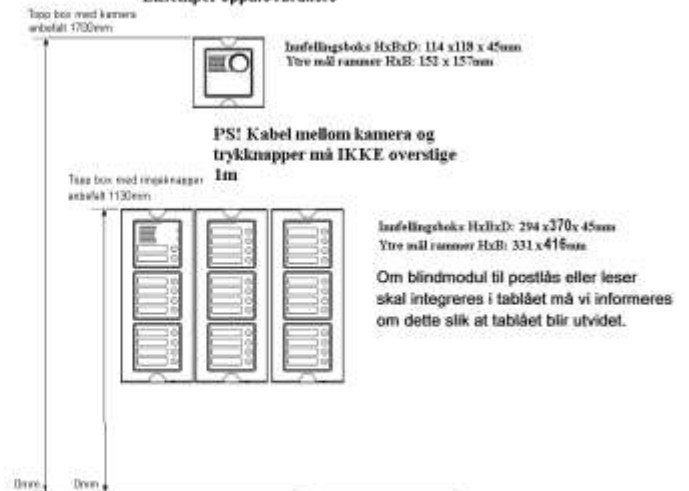 Topp box med kamera
anbefalt 1700mm
Innfellingsboks HxBxD: 114 x118 x 45mm
Ytre mål rammer HxB: 152 x 157mm
PS! Kabel mellom kamera og
trykknapper må IKKE overstige
1m
Topp box med ringeknapper
anbefalt 1130mm
Innfellingsboks HxBxD: 294 x370x 45mm
Ytre mål rammer HxB: 331 x416mm
Om blindmodul til postlås eller leser
skal integreres i tablået må vi informeres
om dette slik at tablået blir utvidet.
0mm
0mm